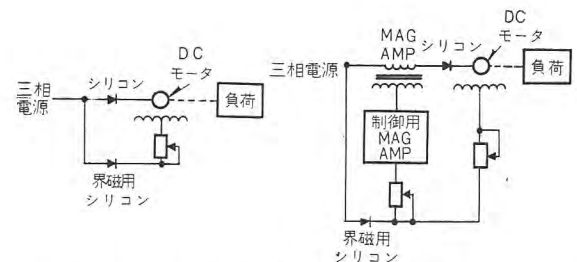 DC
モータ
シリコン
三相
電源
負荷
界磁用
シリコン
MAG
AMP
シリコン
DC
モータ
三相電源
負荷
制御用
MAG
AMP
界磁用
シリコン